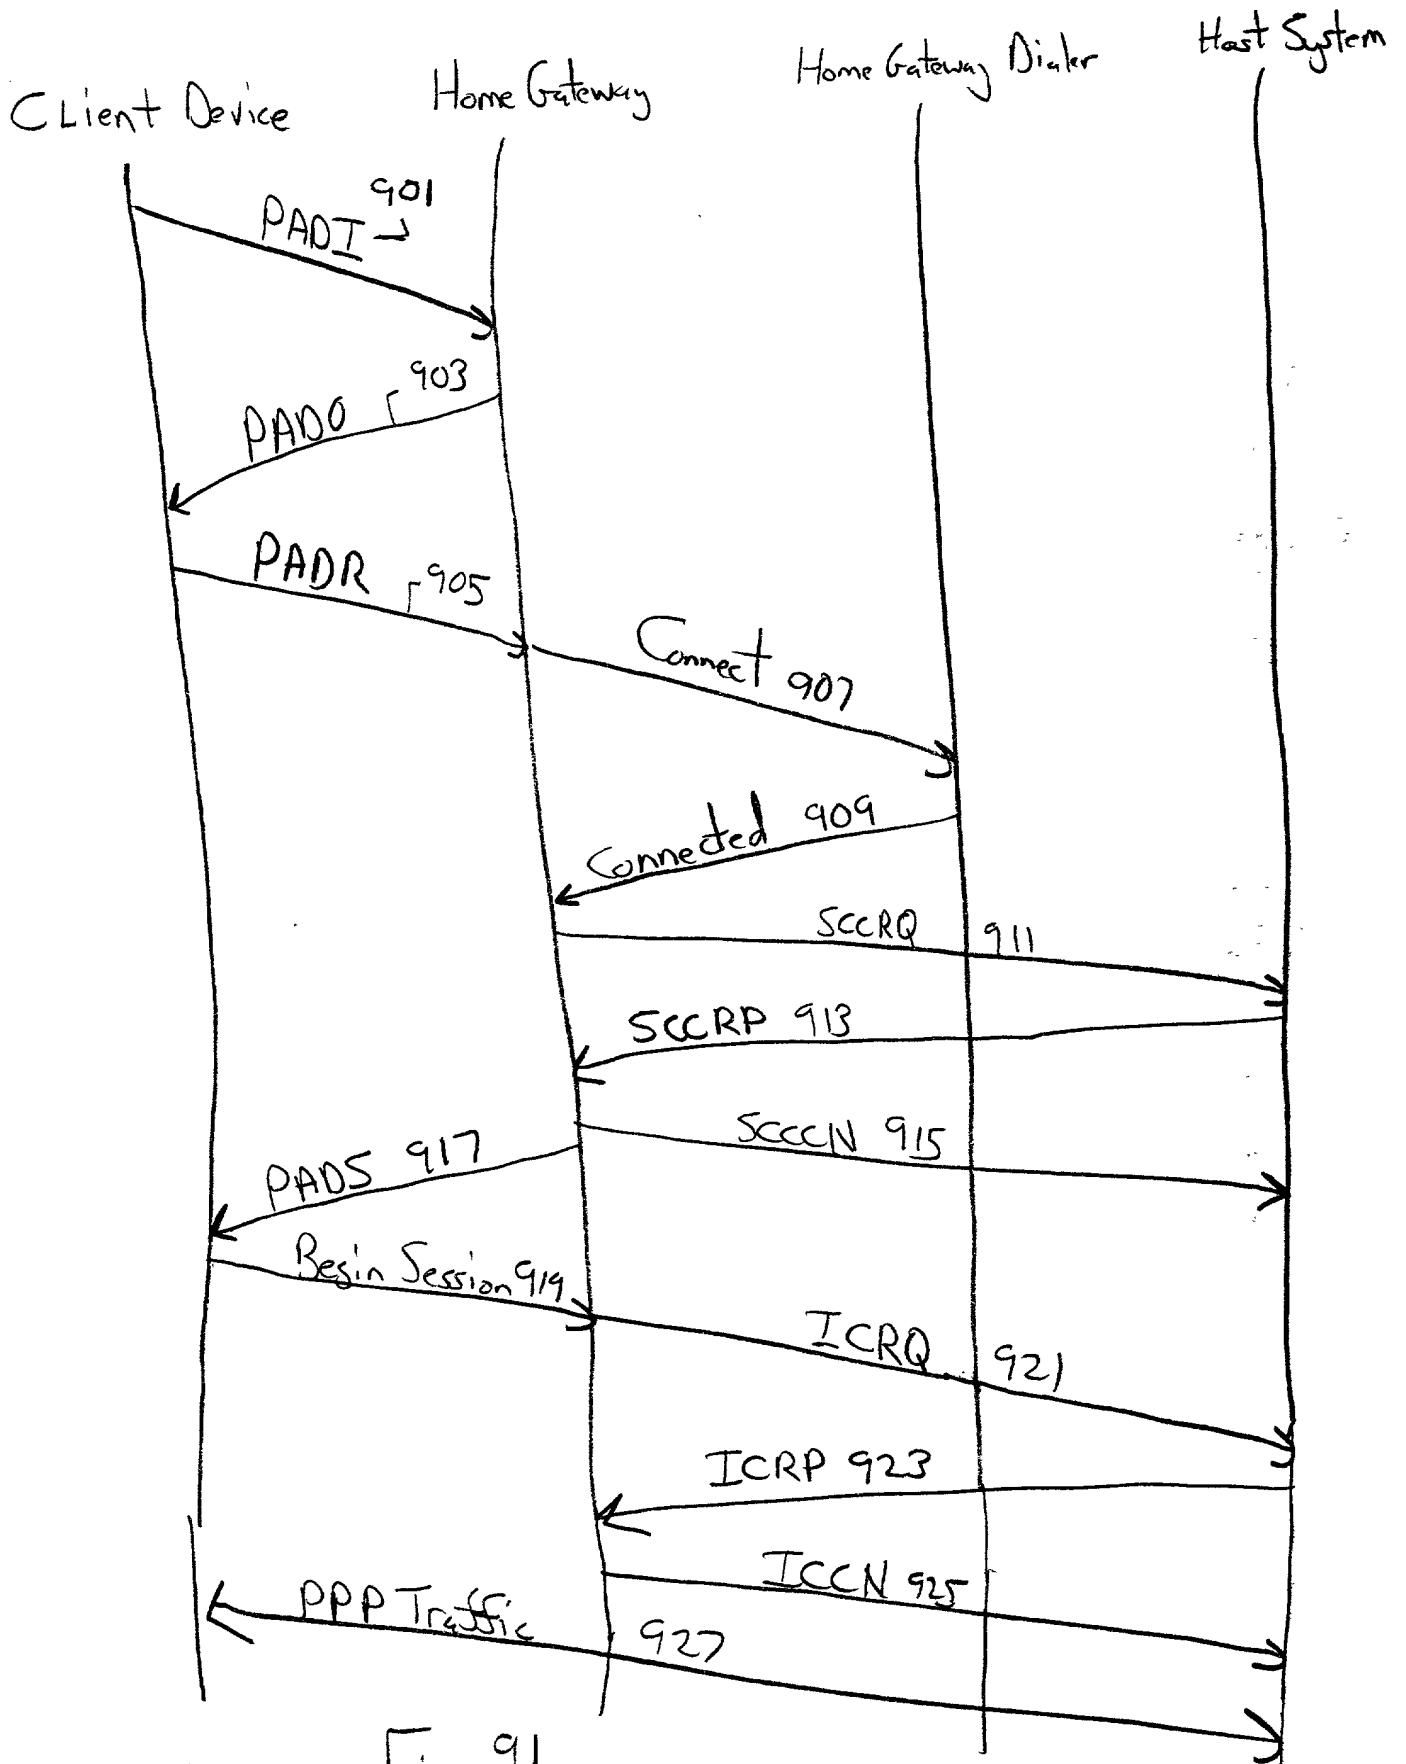 Client Device
Home Gateway
Home Gateway Dialer
Host System
PADI 901
PADO 903
PADR 905
Connect 907
Connected 909
SCCRQ 911
SCCRP 913
SCCCN 915
PADS 917
Begin Session 919
ICRQ 921
ICRP 923
ICCN 925
PPP Traffic 927